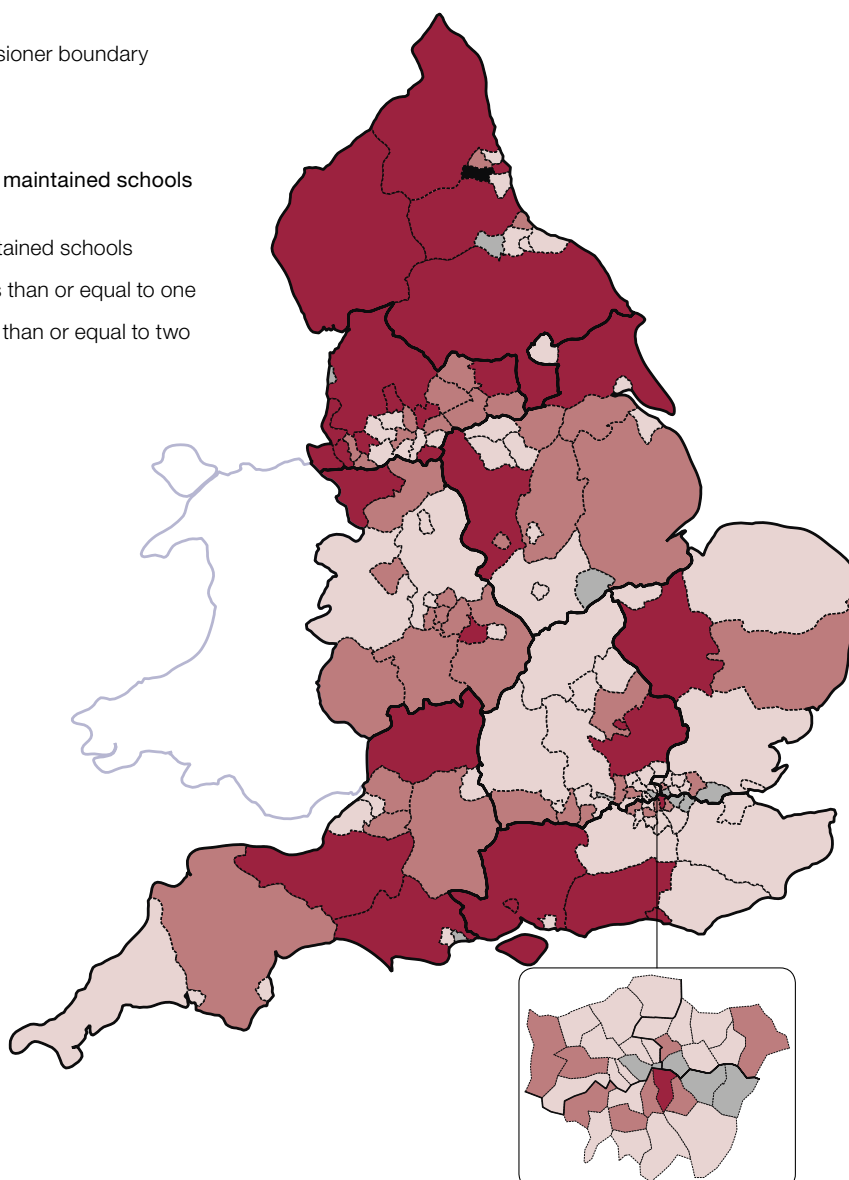 sioner boundary
maintained schools
tained schools
s than or equal to one
than or equal to two